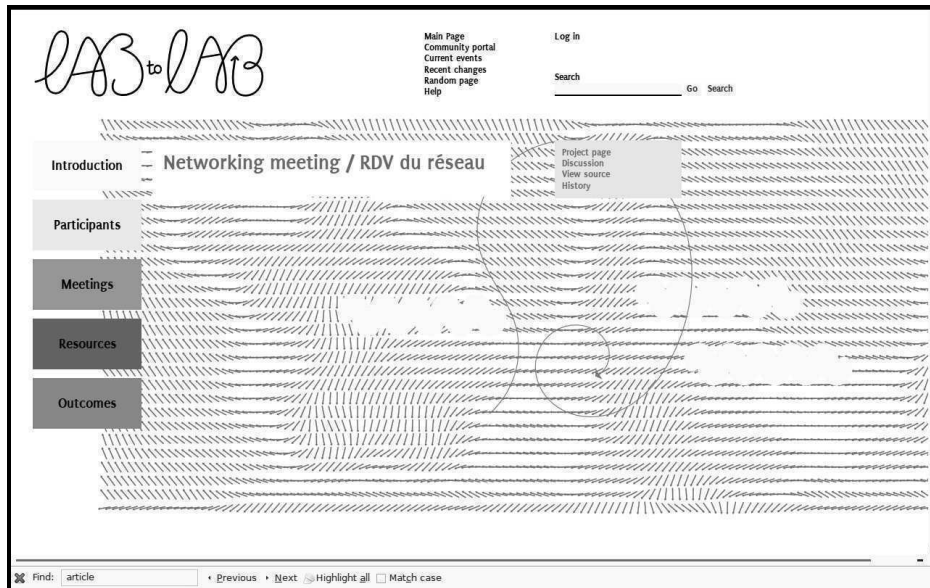 LAB to LAB
Main Page
Community portal
Current events
Recent changes
Random page
Help
Log in
Search
Go Search
Introduction
Networking meeting / RDV du réseau
Project page
Discussion
View source
History
Participants
Meetings
Resources
Outcomes
Find: article Previous Next Highlight all Match case